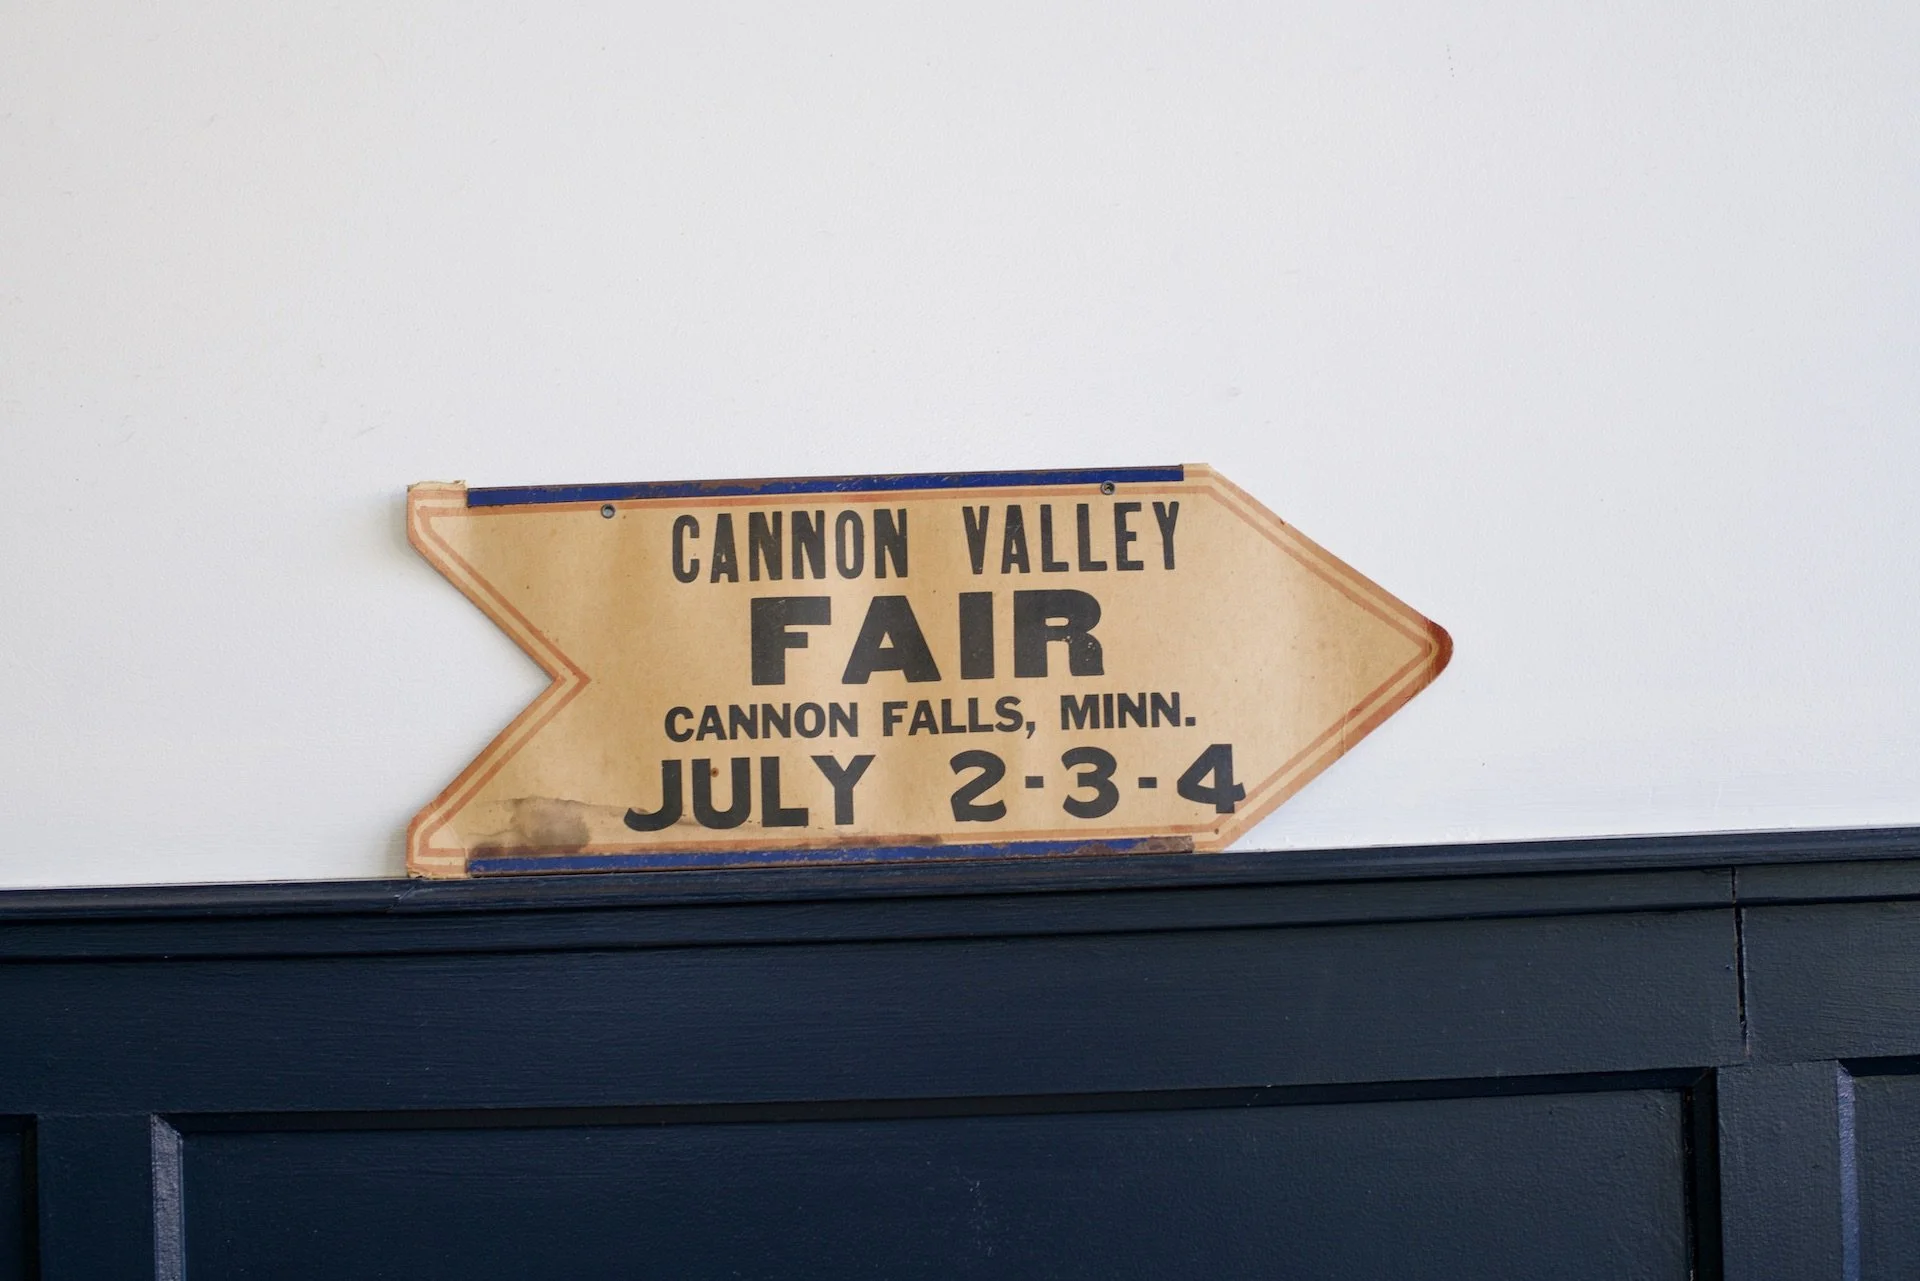 CANNON VALLEY
FAIR
CANNON FALLS, MINN.
JULY 2-3-4